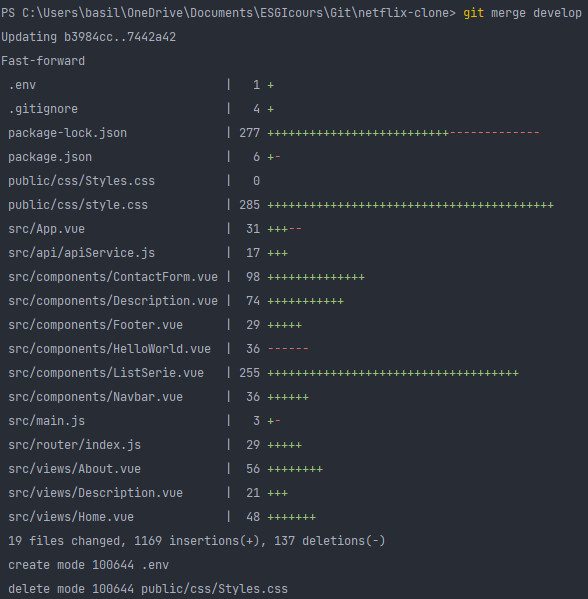 PS C:\Users\basil\OneDrive\Documents\ESGIcours\Git\netflix-clone> git merge develop
Updating b3984cc..7442a42
Fast-forward
 .env                          |   1 +
 .gitignore                    |   4 +
 package-lock.json             | 277 ++++++++++++++++++++++++++-------------
 package.json                  |   6 +-
 public/css/Styles.css         |   0
 public/css/style.css          | 285 +++++++++++++++++++++++++++++++++++++++++
 src/App.vue                   |  31 +++--
 src/api/apiService.js         |  17 +++
 src/components/ContactForm.vue |  98 ++++++++++++++
 src/components/Description.vue |  74 +++++++++++
 src/components/Footer.vue     |  29 +++++
 src/components/HelloWorld.vue |  36 ------
 src/components/ListSerie.vue  | 255 ++++++++++++++++++++++++++++++++++++
 src/components/Navbar.vue     |  36 ++++++
 src/main.js                   |   3 +-
 src/router/index.js           |  29 +++++
 src/views/About.vue           |  56 ++++++++
 src/views/Description.vue     |  21 +++
 src/views/Home.vue            |  48 +++++++
 19 files changed, 1169 insertions(+), 137 deletions(-)
 create mode 100644 .env
 delete mode 100644 public/css/Styles.css